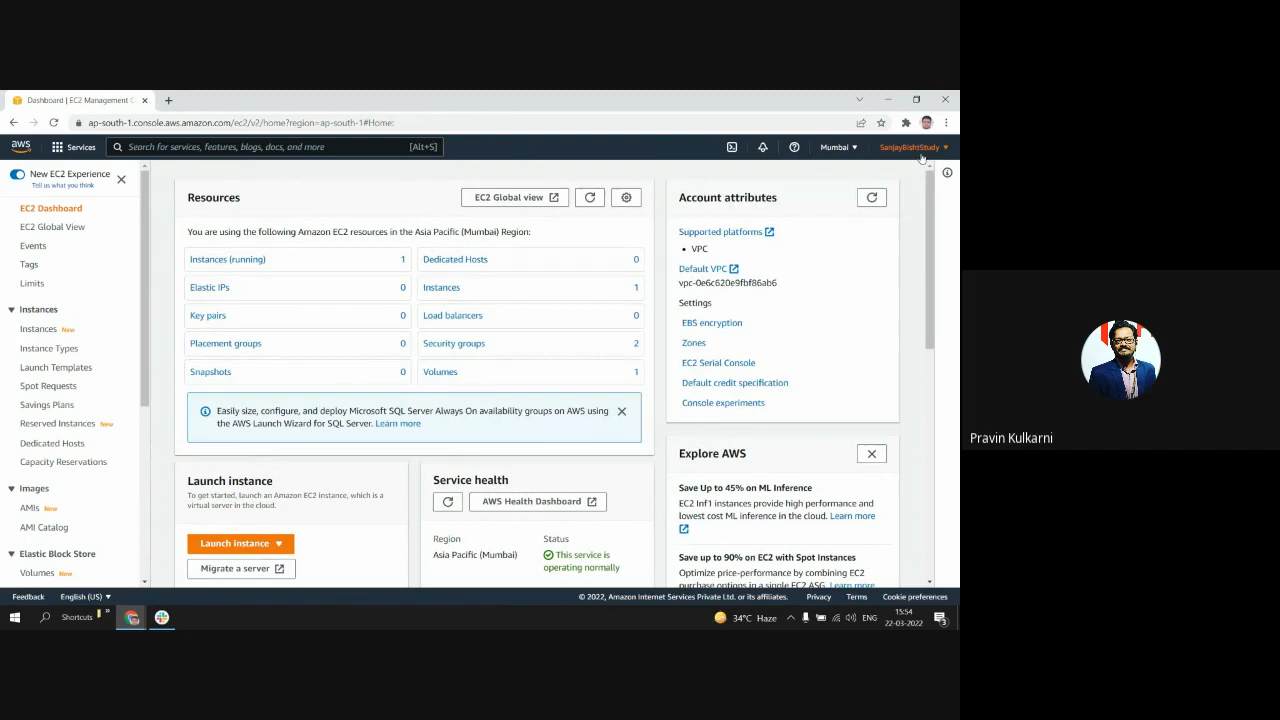 Dashboard | EC2 Management C
ap-south-1.console.aws.amazon.com/ec2/v2/home?region=ap-south-1#Home:
aws
Services
Search for services, features, blogs, docs, and more
[Alt+S]
Mumbai
SanjayBishtStudy
New EC2 Experience
Tell us what you think
EC2 Dashboard
EC2 Global View
Events
Tags
Limits
Instances
Instances New
Instance Types
Launch Templates
Spot Requests
Savings Plans
Reserved Instances New
Dedicated Hosts
Capacity Reservations
Images
AMIs New
AMI Catalog
Elastic Block Store
Volumes New
Resources
EC2 Global view
You are using the following Amazon EC2 resources in the Asia Pacific (Mumbai) Region:
Instances (running) 1
Dedicated Hosts 0
Elastic IPs 0
Instances 1
Key pairs 0
Load balancers 0
Placement groups 0
Security groups 2
Snapshots 0
Volumes 1
Easily size, configure, and deploy Microsoft SQL Server Always On availability groups on AWS using
the AWS Launch Wizard for SQL Server. Learn more
Launch instance
To get started, launch an Amazon EC2 instance, which is a
virtual server in the cloud.
Launch instance
Migrate a server
Service health
AWS Health Dashboard
Region
Asia Pacific (Mumbai)
Status
This service is
operating normally
Account attributes
Supported platforms
• VPC
Default VPC
vpc-0e6c620e9fbf86ab6
Settings
EBS encryption
Zones
EC2 Serial Console
Default credit specification
Console experiments
Explore AWS
Save Up to 45% on ML Inference
EC2 Inf1 instances provide high performance and
lowest cost ML inference in the cloud. Learn more
Save up to 90% on EC2 with Spot Instances
Optimize price-performance by combining EC2
purchase options in a single EC2 ASG. Learn more
Feedback
English (US)
© 2022, Amazon Internet Services Private Ltd. or its affiliates.
Privacy
Terms
Cookie preferences
Shortcuts
34°C Haze
ENG
15:54
22-03-2022
3
Pravin Kulkarni